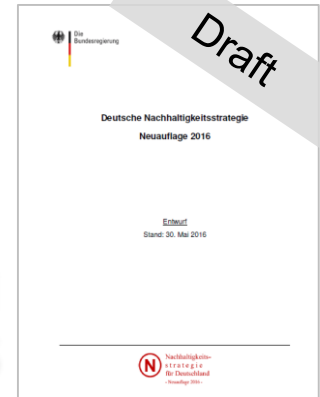 Die
Bundesregierung
Draft
Deutsche Nachhaltigkeitsstrategie
Neuauflage 2016
Entwurf
Stand: 30. Mai 2016
N
Nachhaltigkeits-
strategie
für Deutschland
- Neuauflage 2016 -